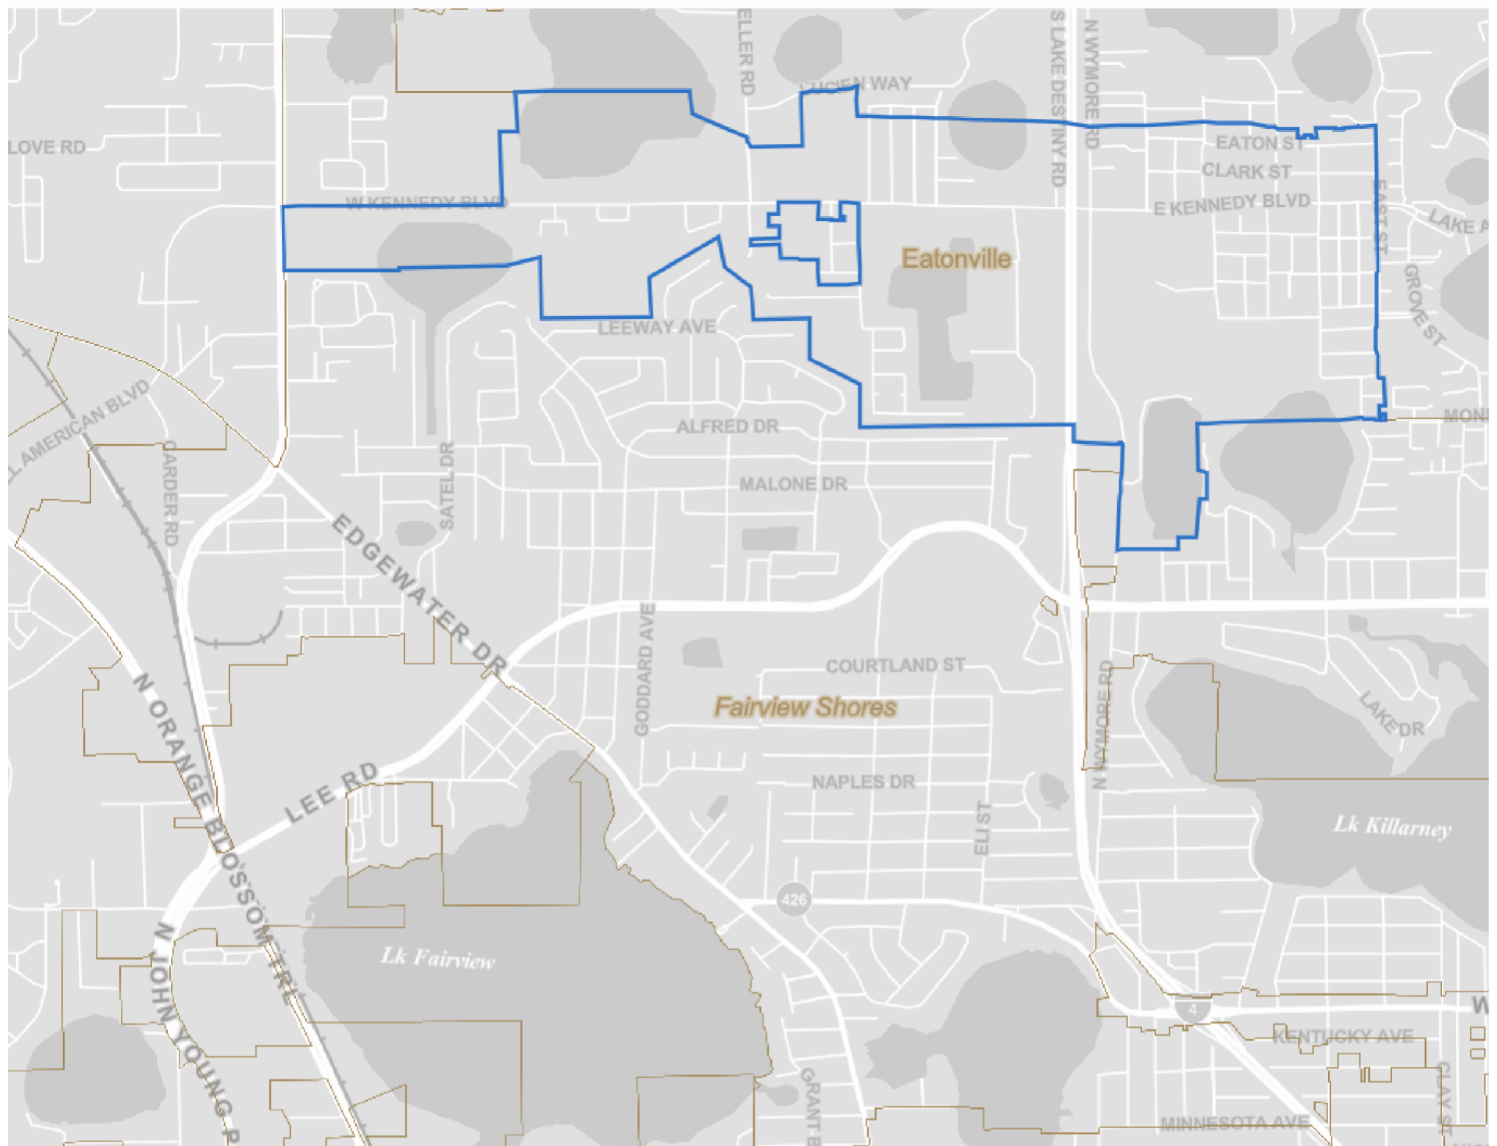 ELLER RD
LUCIEN WAY
S LAKE DESTINY RD
N WYMORE RD
LOVE RD
EATON ST
CLARK ST
W KENNEDY BLVD
E KENNEDY BLVD
EAST ST
LAKE A
Eatonville
GROVE ST
LEEWAY AVE
L AMERICAN BLVD
CARDER RD
SATEL DR
ALFRED DR
MON
MALONE DR
EDGEWATER DR
GODDARD AVE
COURTLAND ST
Fairview Shores
N WYMORE RD
LAKE DR
N ORANGE BLOSSOM TRL
LEE RD
NAPLES DR
ELI ST
Lk Killarney
426
N JOHN YOUNG P
Lk Fairview
4
W
KENTUCKY AVE
GRANT B
CLAY ST
MINNESOTA AVE